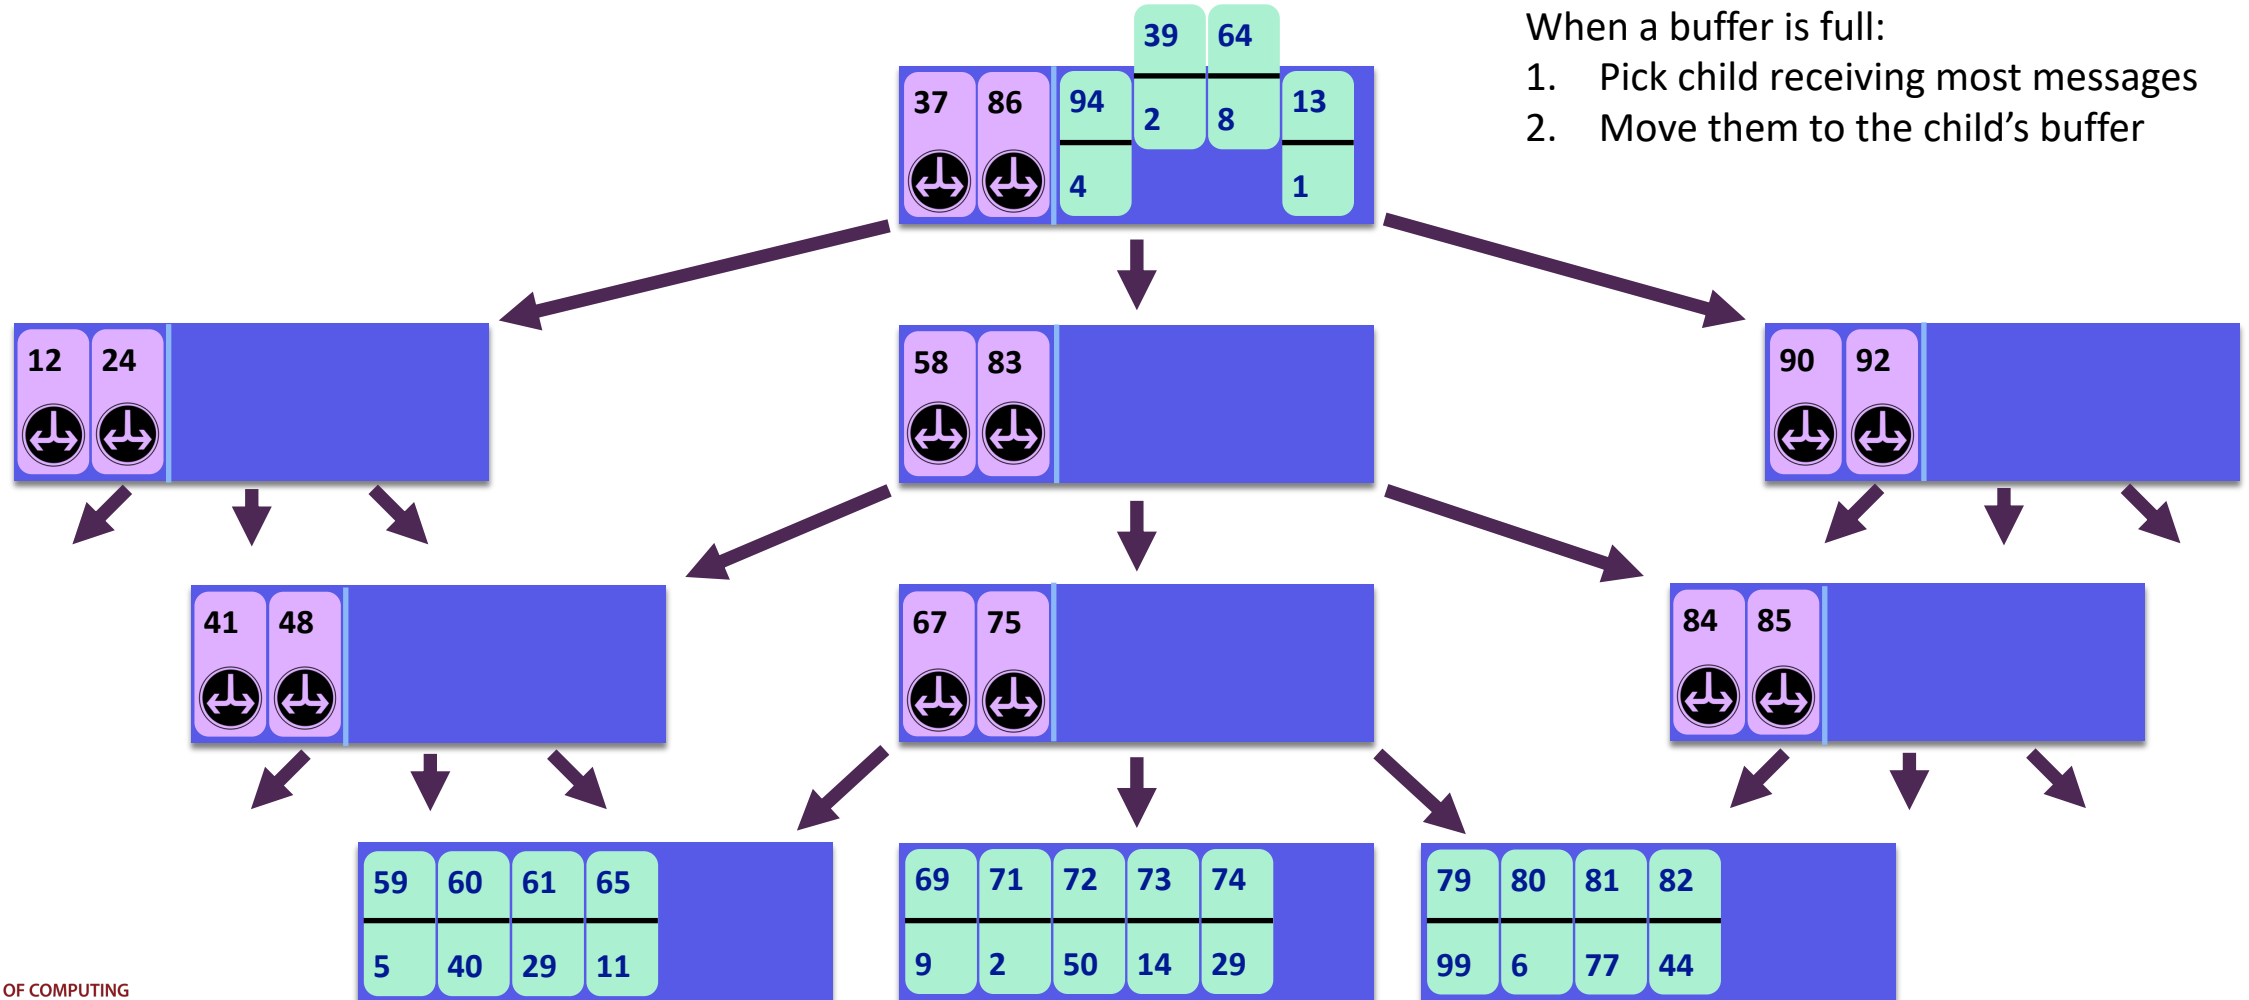 When a buffer is full:
1. Pick child receiving most messages
2. Move them to the child's buffer
39 64
37 86 94 13
2 8
4 1
12 24
58 83
90 92
41 48
67 75
84 85
59 60 61 65
5 40 29 11
69 71 72 73 74
9 2 50 14 29
79 80 81 82
99 6 77 44
OF COMPUTING